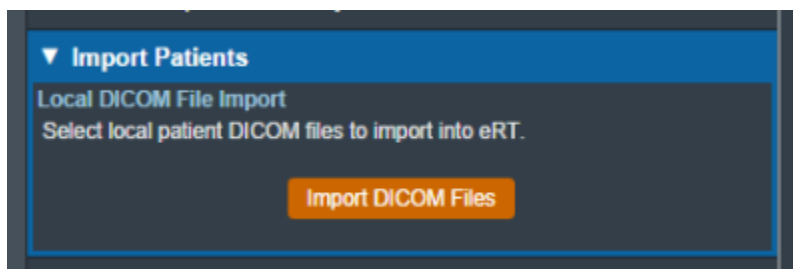 Import Patients
Local DICOM File Import
Select local patient DICOM files to import into eRT.
Import DICOM Files